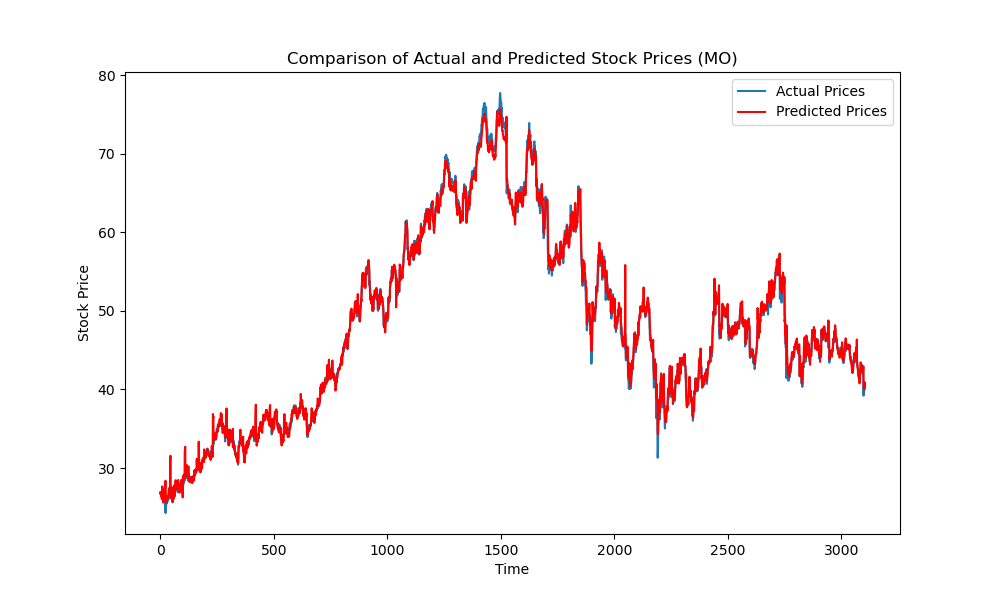 Comparison of Actual and Predicted Stock Prices (MO)
Actual Prices
Predicted Prices
80
70
60
50
40
30
Stock Price
0 500 1000 1500 2000 2500 3000
Time